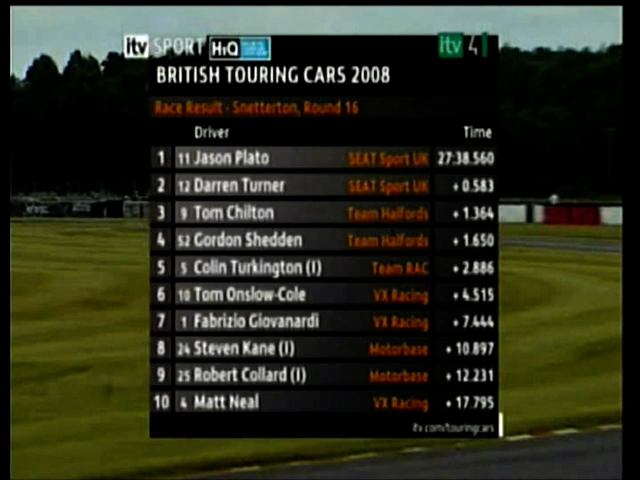 itv SPORT HiQ itv 4
BRITISH TOURING CARS 2008
Race Result - Snetterton, Round 16
Driver Time
1 11 Jason Plato SEAT Sport UK 27:38.560
2 12 Darren Turner SEAT Sport UK + 0.583
3 9 Tom Chilton Team Halfords + 1.364
4 52 Gordon Shedden Team Halfords + 1.650
5 5 Colin Turkington (I) Team RAC + 2.886
6 10 Tom Onslow-Cole VX Racing + 4.515
7 1 Fabrizio Giovanardi VX Racing + 7.444
8 24 Steven Kane (I) Motorbase + 10.897
9 25 Robert Collard (I) Motorbase + 12.231
10 4 Matt Neal VX Racing + 17.795
itv.com/touringcars